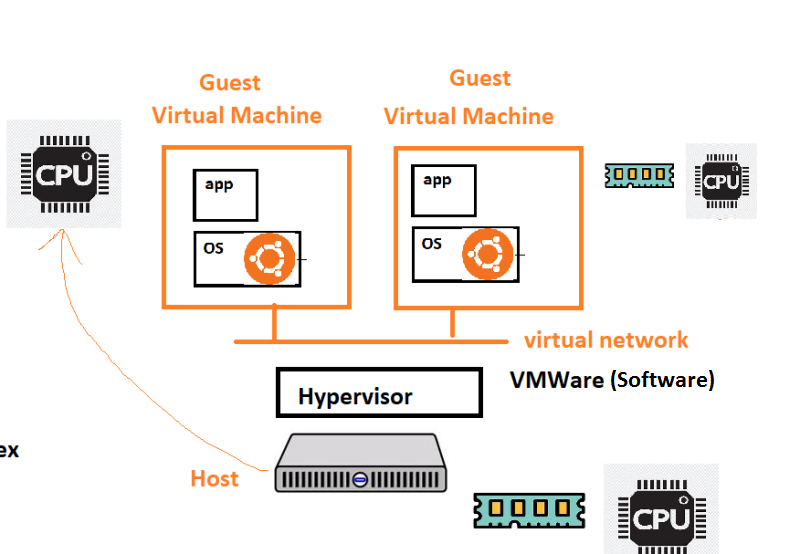 Guest
Virtual Machine
Guest
Virtual Machine
CPU
app
OS
app
OS
CPU
virtual network
Hypervisor
VMWare (Software)
ex
Host
CPU